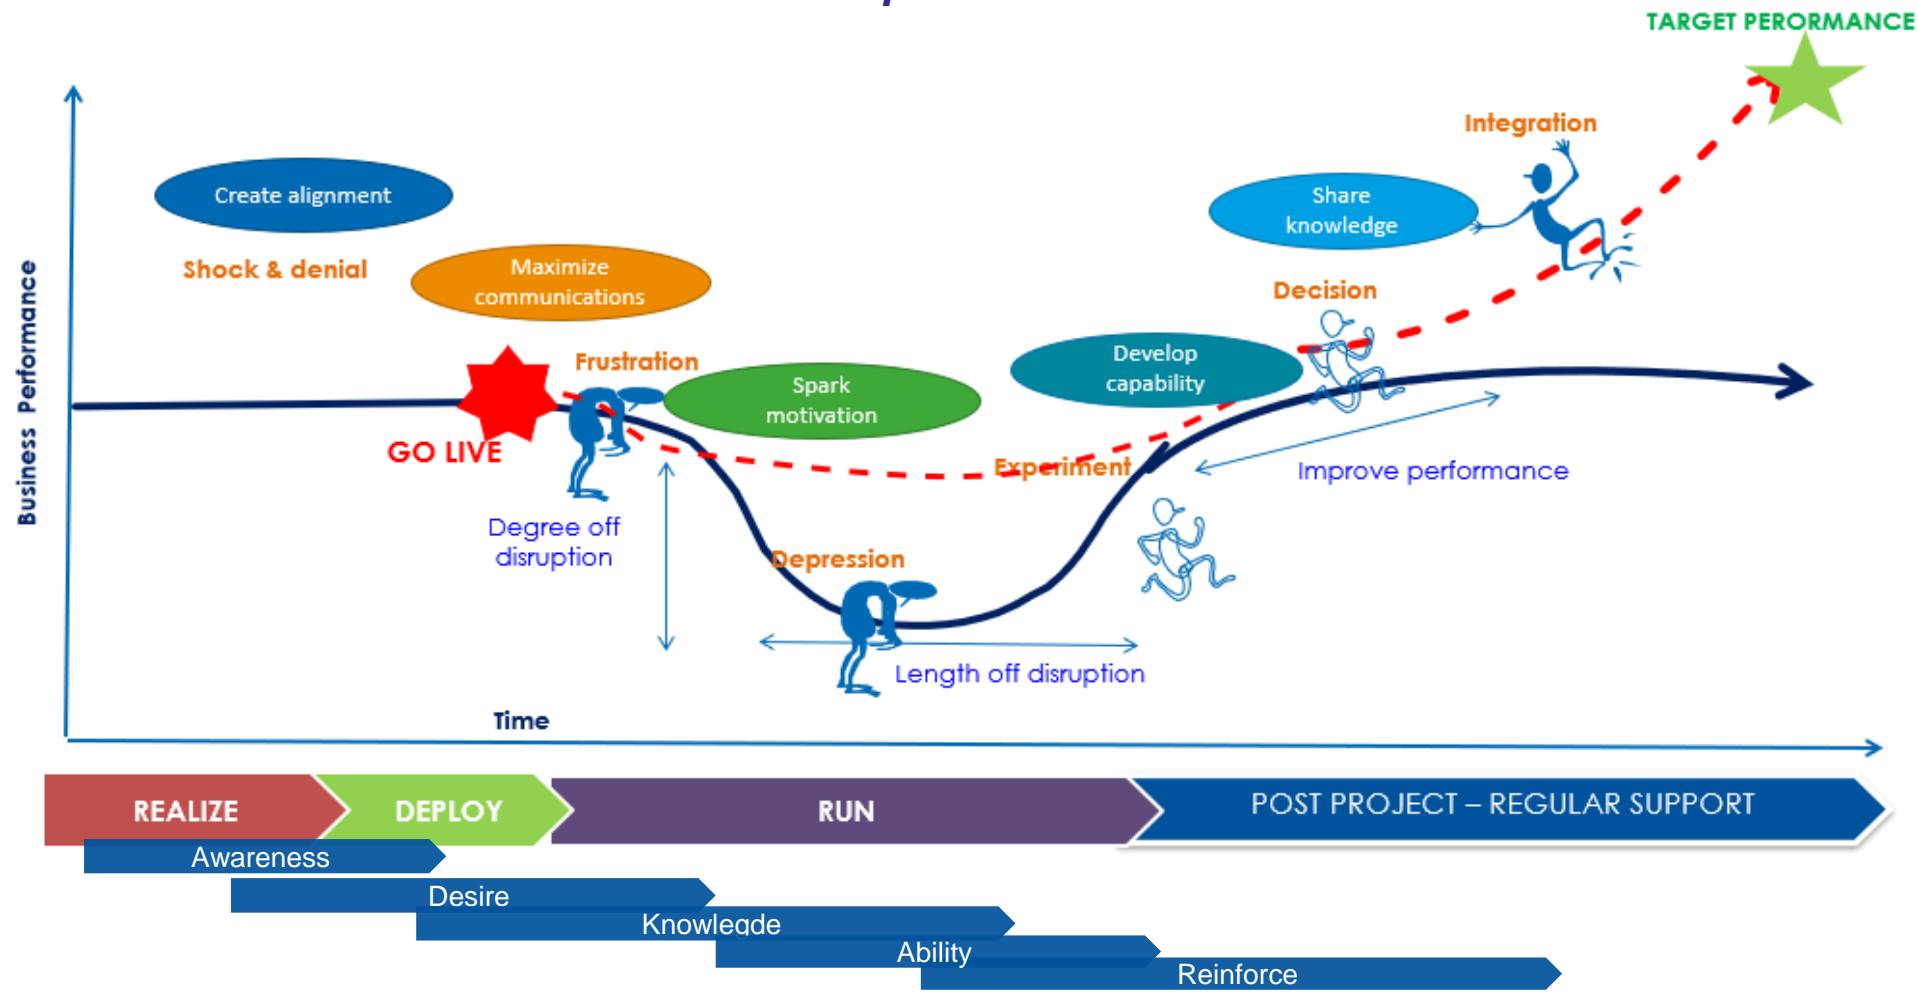 TARGET PERORMANCE
Integration
Create alignment
Share
knowledge
Shock & denial
Maximize
communications
Decision
Business Performance
Frustration
Develop
capability
Spark
motivation
GO LIVE
Experiment
Improve performance
Degree off
disruption
Depression
Length off disruption
Time
REALIZE
DEPLOY
RUN
POST PROJECT – REGULAR SUPPORT
Awareness
Desire
Knowlegde
Ability
Reinforce